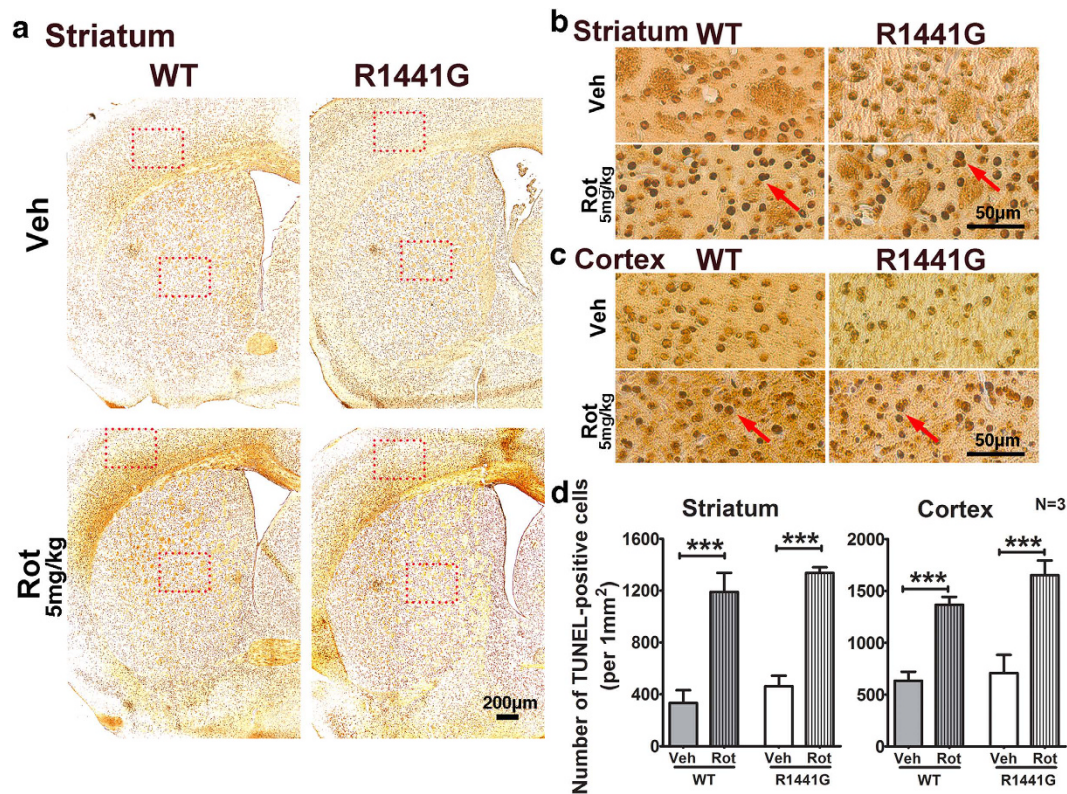 a Striatum
WT R1441G
Veh
Rot
5mg/kg
200μm
b Striatum WT R1441G
Veh
Rot
5mg/kg
50μm
c Cortex WT R1441G
Veh
Rot
5mg/kg
50μm
d Striatum Cortex N=3
Number of TUNEL-positive cells
(per 1mm²)
1600
1200
800
400
0
*** ***
Veh Rot Veh Rot
WT R1441G
2000
1500
1000
500
0
*** ***
Veh Rot Veh Rot
WT R1441G